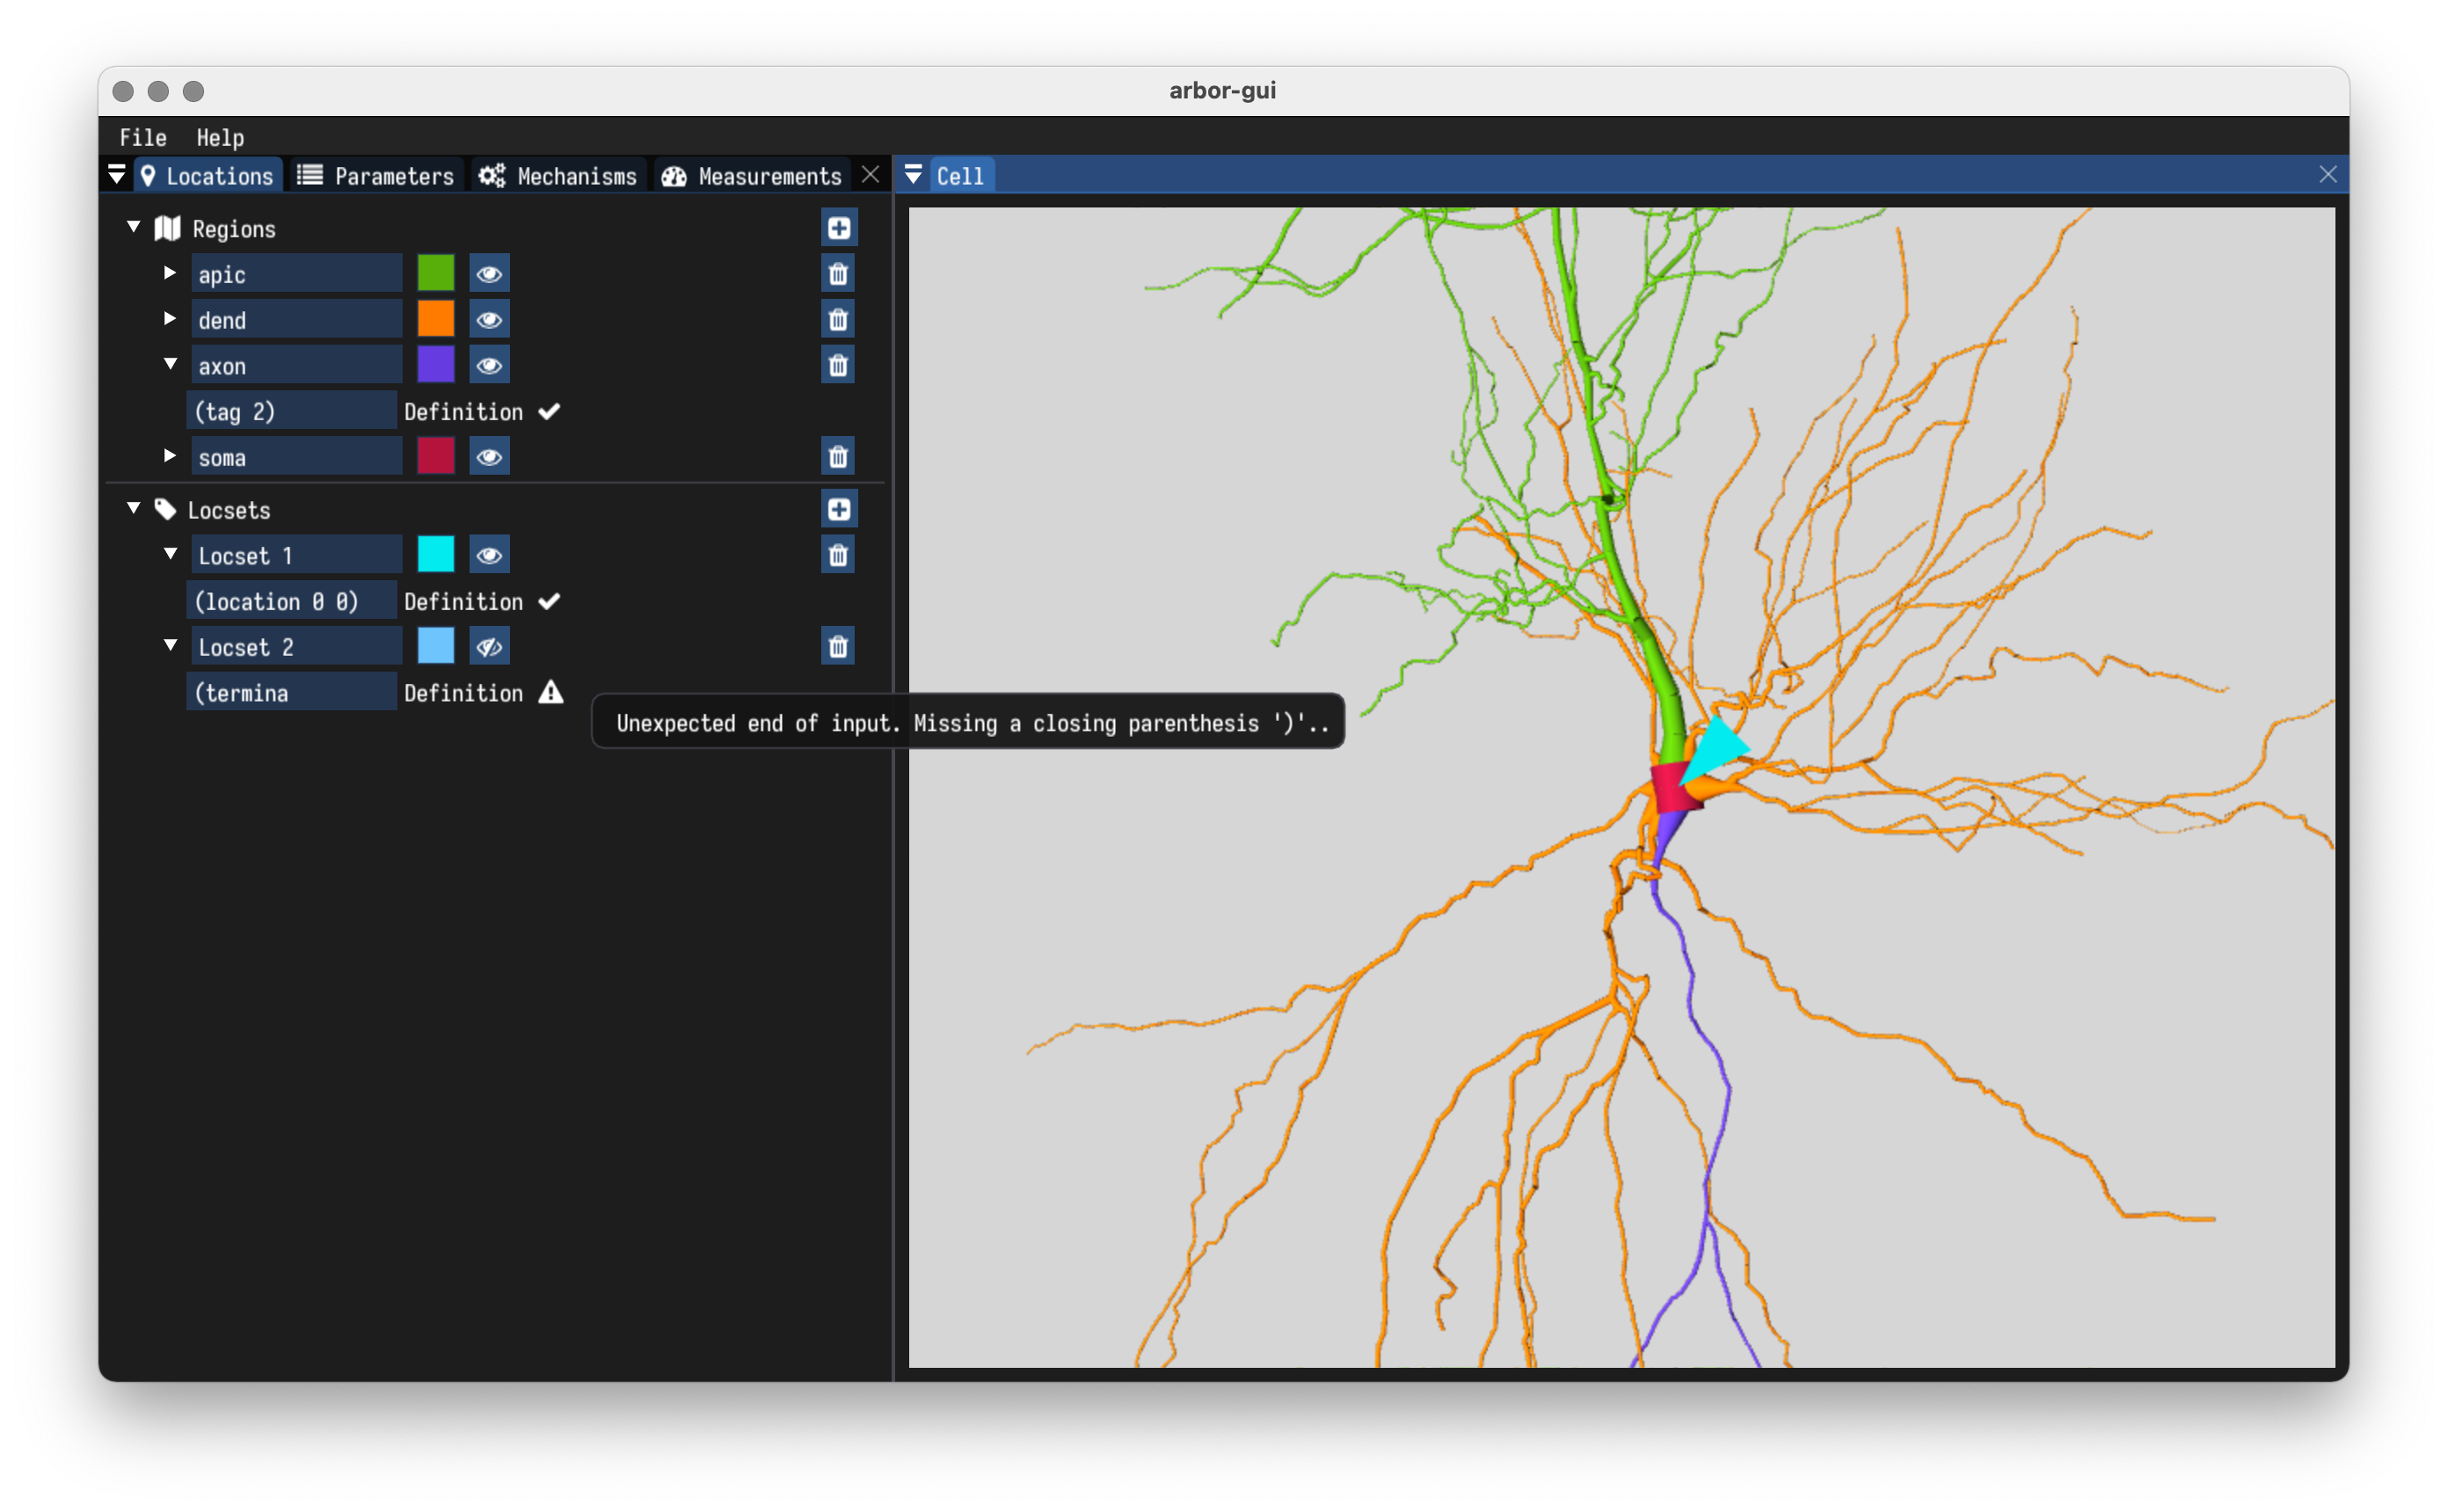 arbor-gui
File Help
Locations Parameters Mechanisms Measurements Cell
Regions
apic
dend
axon
(tag 2) Definition
soma
Locsets
Locset 1
(location 0 0) Definition
Locset 2
(termina Definition
Unexpected end of input. Missing a closing parenthesis ')'..